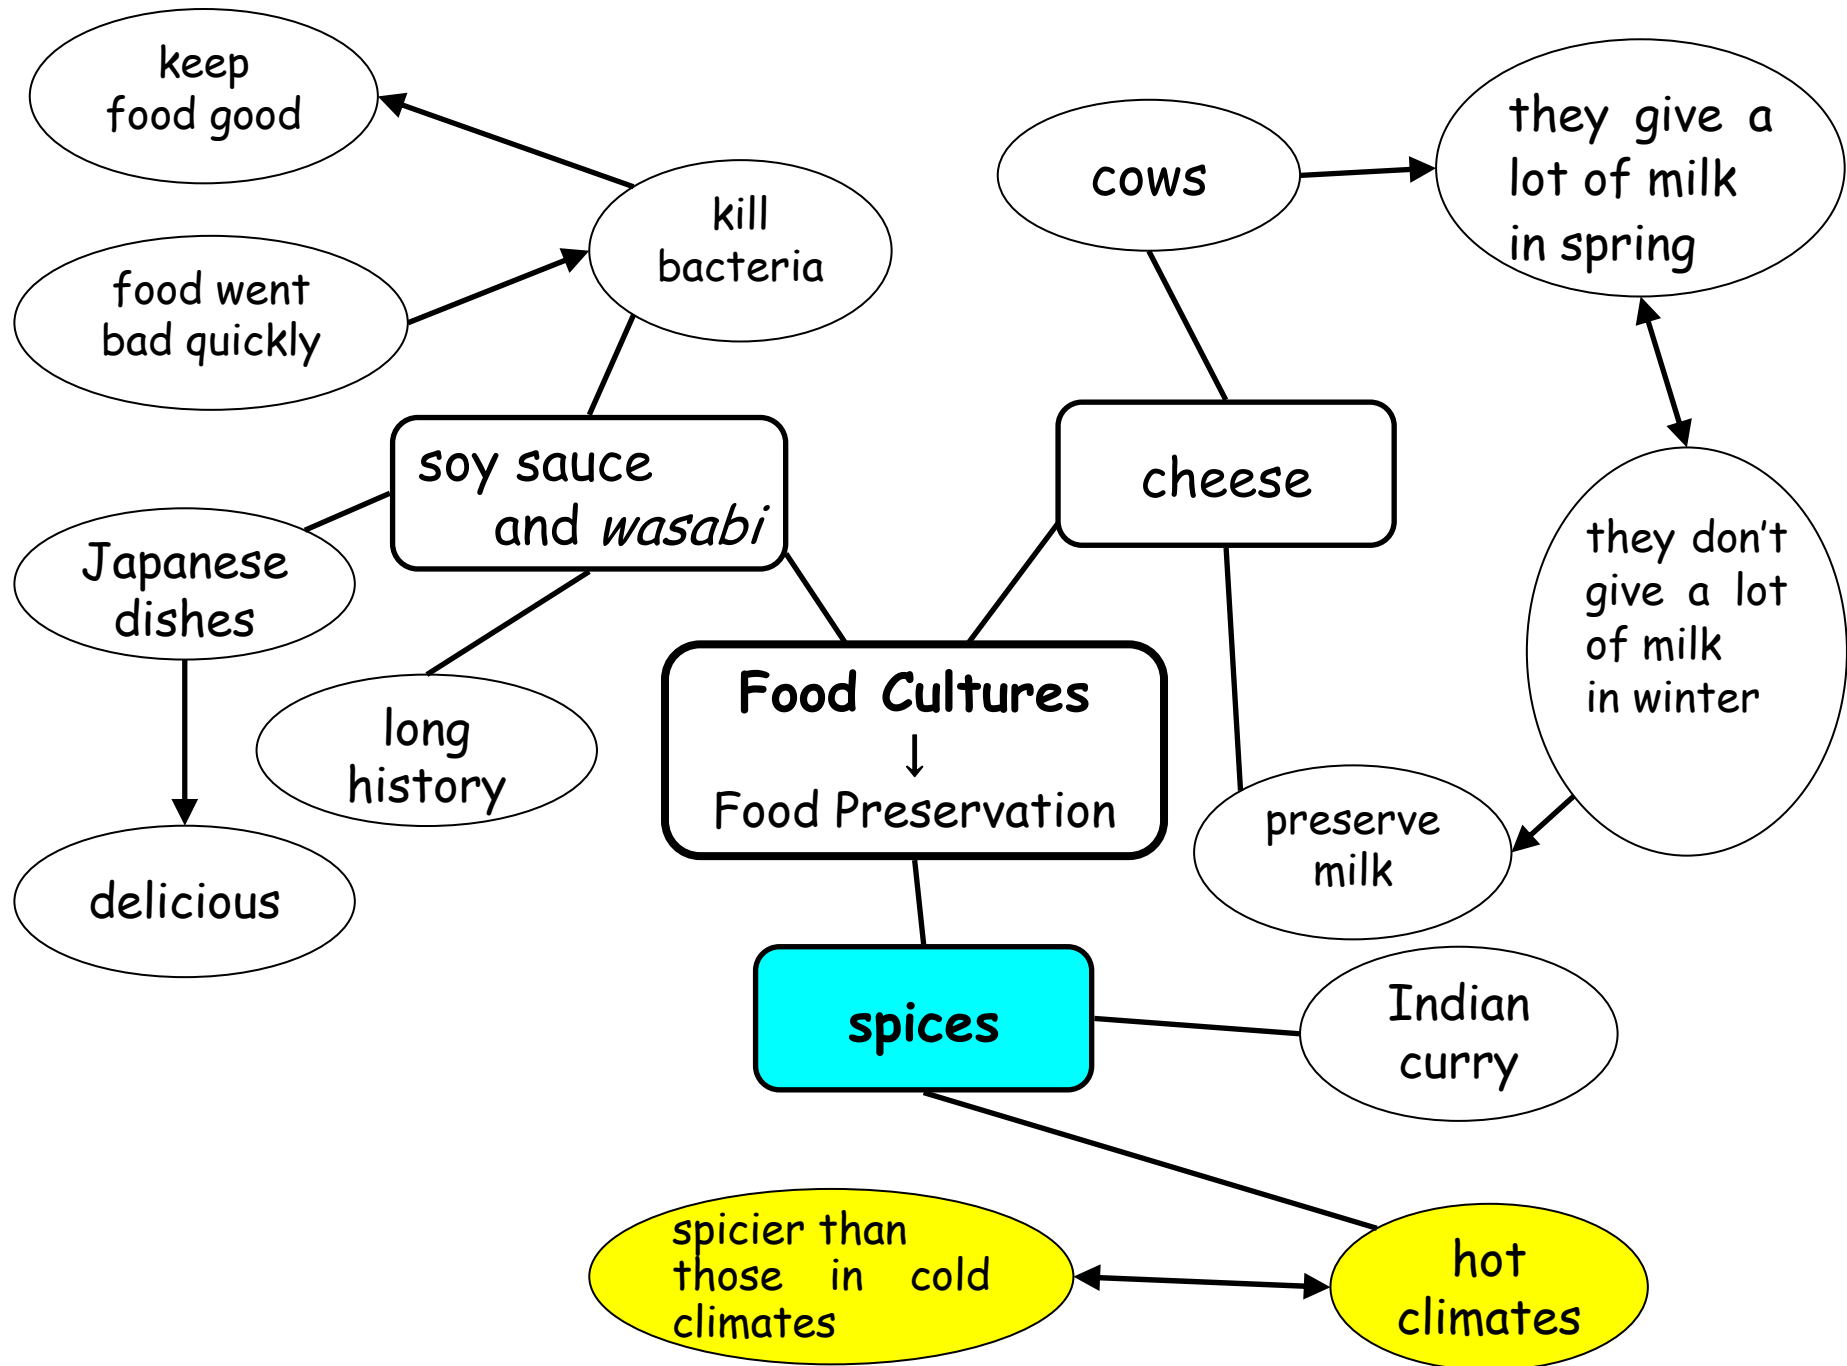 keep
food good
food went
bad quickly
kill
bacteria
cows
they give a
lot of milk
in spring
soy sauce
and wasabi
cheese
they don't
give a lot
of milk
in winter
Japanese
dishes
long
history
delicious
Food Cultures
↓
Food Preservation
preserve
milk
spices
Indian
curry
spicier than
those in cold
climates
hot
climates